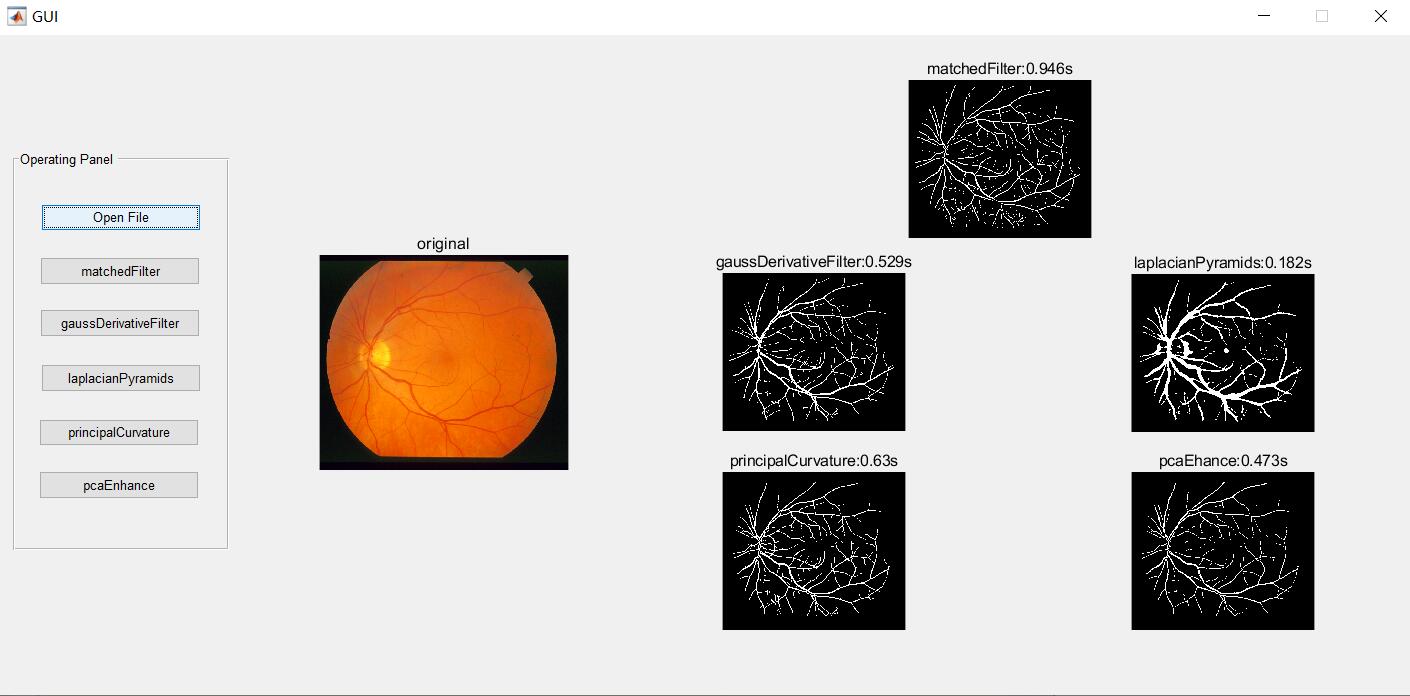 GUI
Operating Panel
Open File
matchedFilter
gaussDerivativeFilter
laplacianPyramids
principalCurvature
pcaEnhance
original
matchedFilter:0.946s
gaussDerivativeFilter:0.529s
laplacianPyramids:0.182s
principalCurvature:0.63s
pcaEhance:0.473s